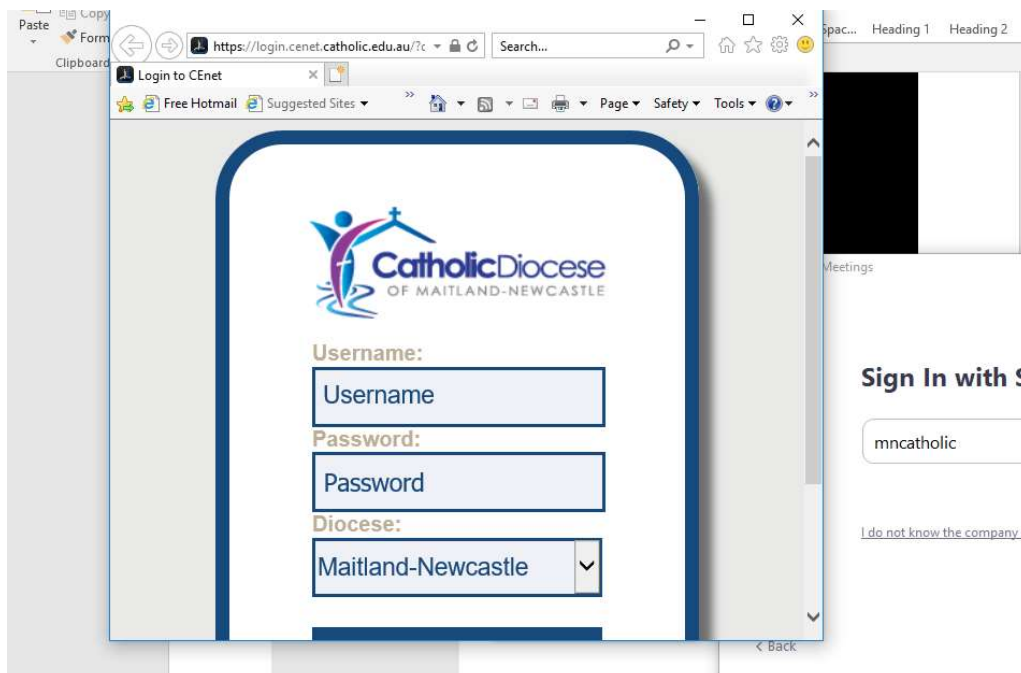 Paste
Copy
Form
Clipboard
Spac... Heading 1 Heading 2
https://login.cenet.catholic.edu.au/?c
Search...
Login to CEnet
Free Hotmail Suggested Sites
Page Safety Tools
CatholicDiocese
OF MAITLAND-NEWCASTLE
Username:
Username
Password:
Password
Diocese:
Maitland-Newcastle
Meetings
Sign In with S
mncatholic
I do not know the company
< Back